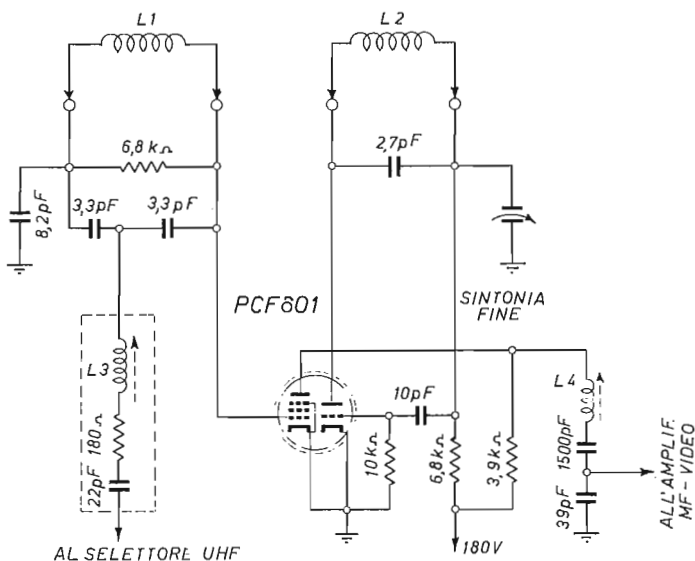 L1
L2
6,8 kΩ
2,7pF
8,2pF
3,3pF
3,3pF
PCF801
SINTONIA
FINE
L3
10pF
L4
180Ω
10kΩ
6,8kΩ
3,9kΩ
1500pF
22pF
39pF
ALL'AMPLIF.
MF-VIDEO
AL SELETTORE UHF
180V